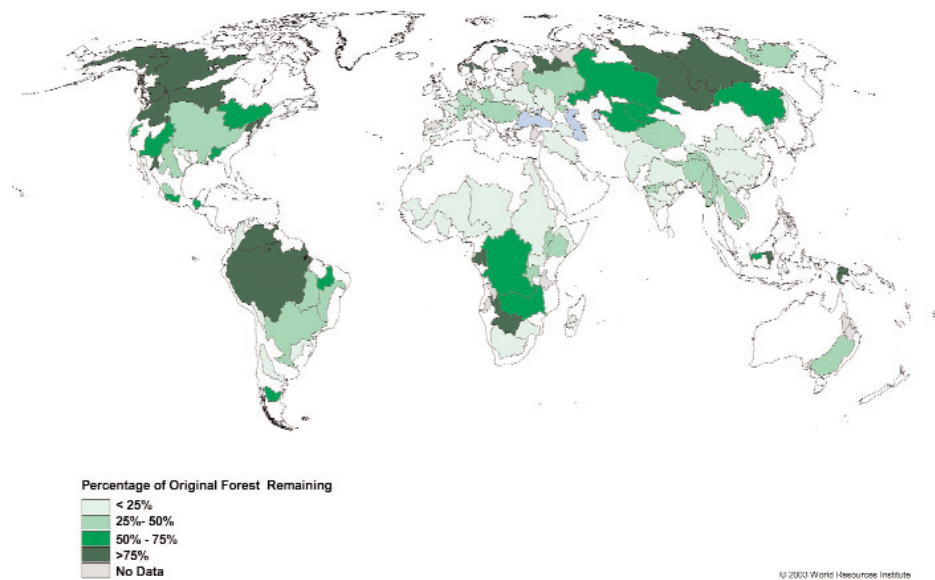 Percentage of Original Forest Remaining
< 25%
25%- 50%
50% - 75%
>75%
No Data
© 2003 World Resources Institute